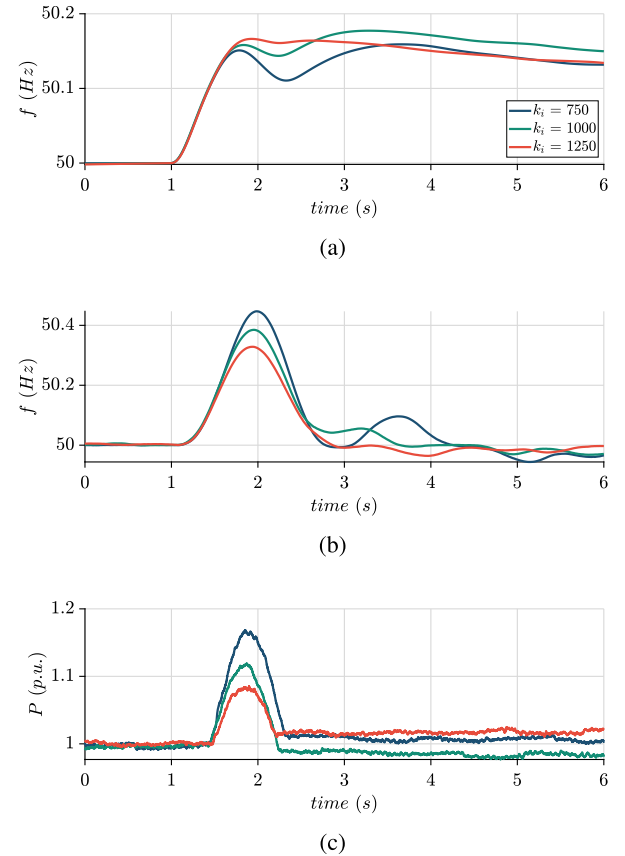 50.2
50.1
50
f (Hz)
k_i = 750
k_i = 1000
k_i = 1250
0 1 2 3 4 5 6
time (s)
(a)
50.4
50.2
50
f (Hz)
0 1 2 3 4 5 6
time (s)
(b)
1.2
1.1
1
P (p.u.)
0 1 2 3 4 5 6
time (s)
(c)